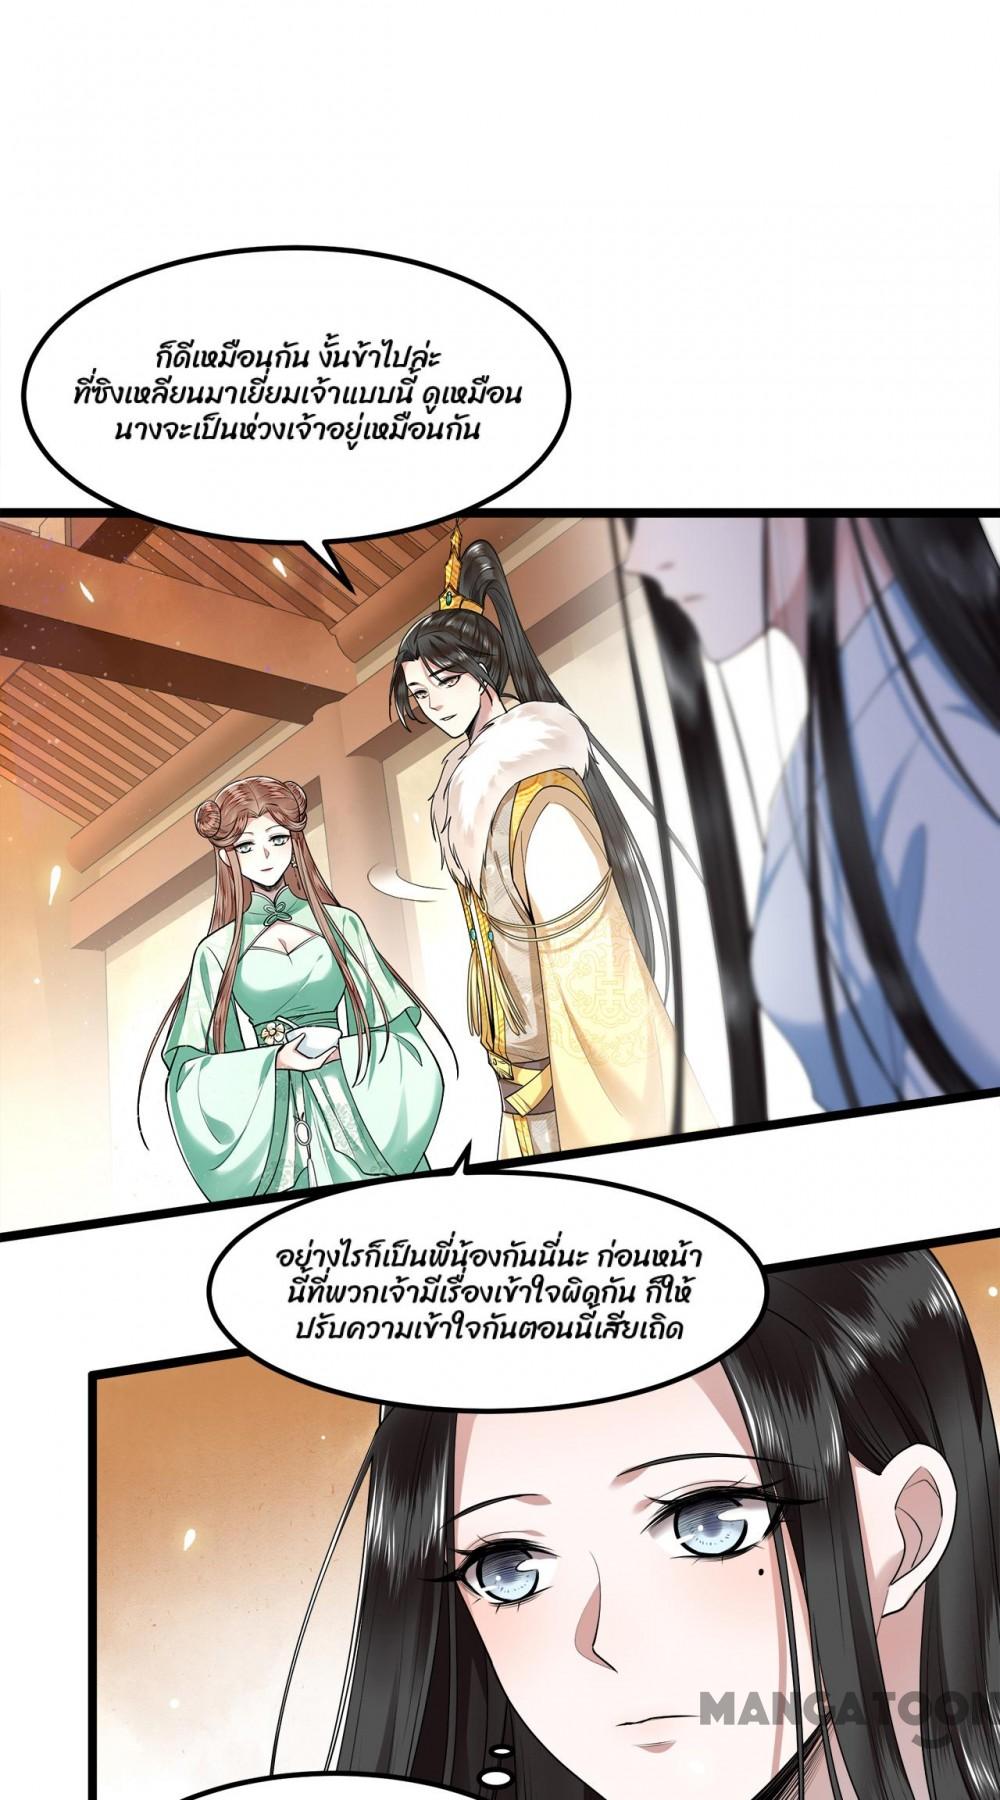 ก็ดีเหมือนกัน งั้นข้าไปล่ะ
ที่ซิงเหลียนมาเยี่ยมเจ้าแบบนี้ ดูเหมือน
นางจะเป็นห่วงเจ้าอยู่เหมือนกัน
อย่างไรก็เป็นพี่น้องกันนี่นะ ก่อนหน้า
นี้ที่พวกเจ้ามีเรื่องเข้าใจผิดกัน ก็ให้
ปรับความเข้าใจกันตอนนี้เสียเถิด
MANGATOON